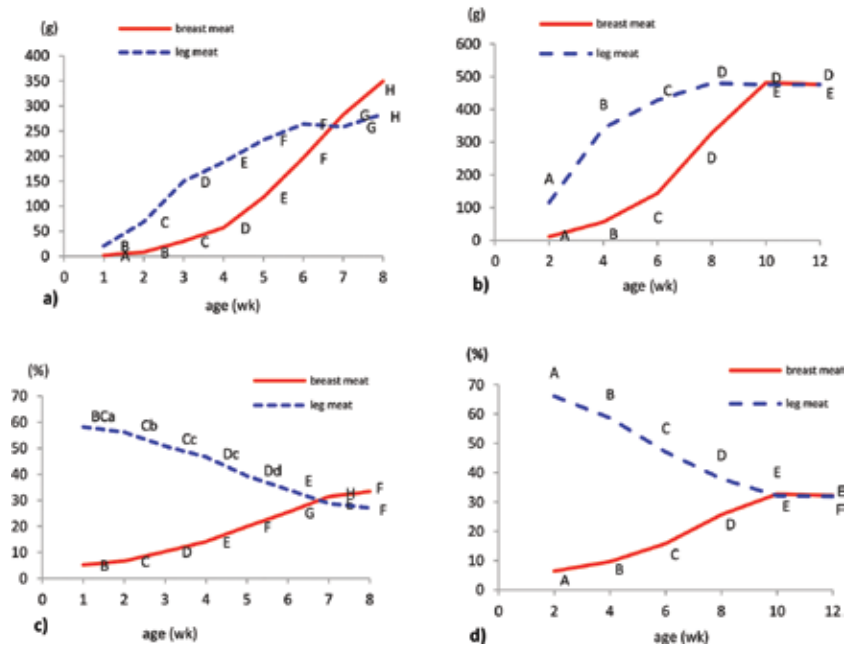 (g)
breast meat
leg meat
400
350
300
250
200
150
100
50
0
0 1 2 3 4 5 6 7 8
B C D E F F G H
A B C D E F G H
a)
age (wk)
(g)
breast meat
leg meat
600
500
400
300
200
100
0
0 2 4 6 8 10 12
A B C D D D
A B C D E E
b)
age (wk)
(%)
breast meat
leg meat
70
60
50
40
30
20
10
0
0 1 2 3 4 5 6 7 8
BCa Cb Cc Dc Dd E F
B C D E F G H F
c)
age (wk)
(%)
breast meat
leg meat
70
60
50
40
30
20
10
0
0 2 4 6 8 10 12
A B C D E E
A B C D E F
d)
age (wk)